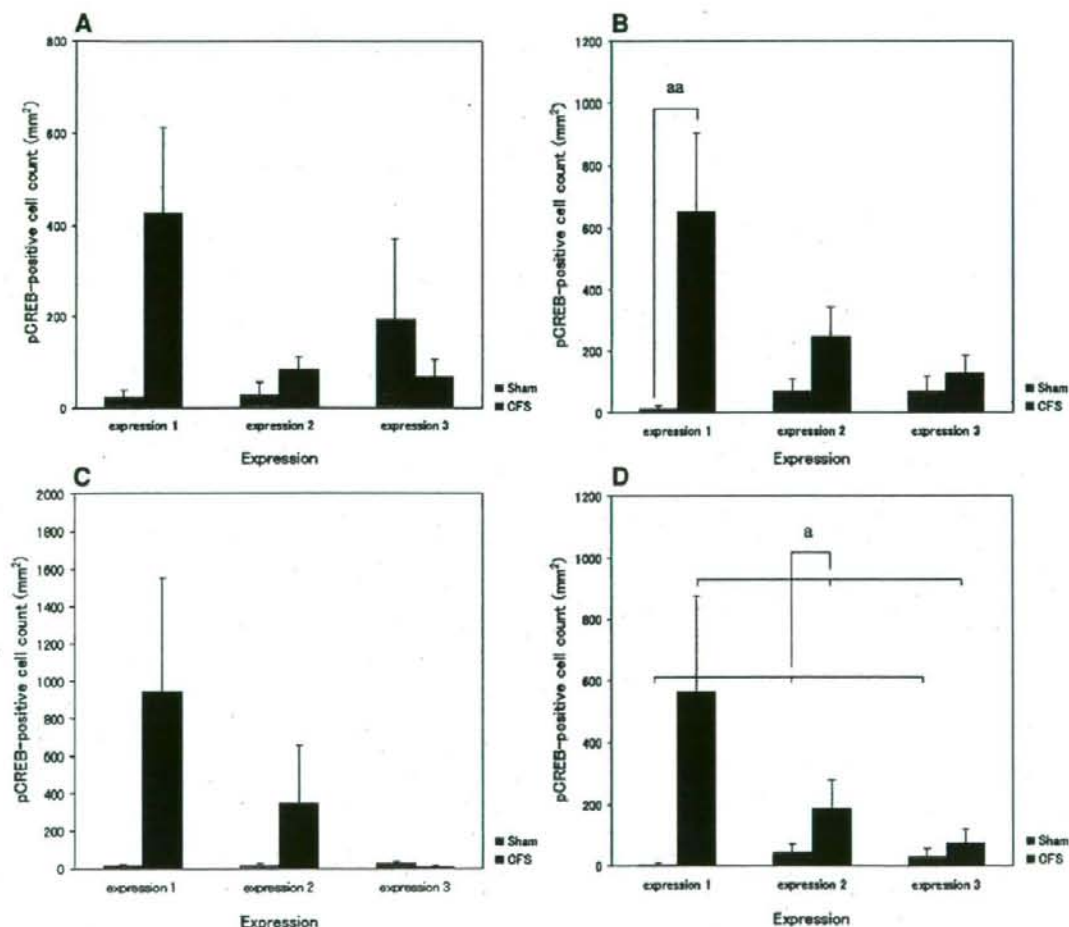 A
pCREB-positive cell count (mm²)
800
600
400
200
0
expression 1 expression 2 expression 3
Expression
Sham
CFS
B
pCREB-positive cell count (mm²)
1200
1000
800
600
400
200
0
aa
expression 1 expression 2 expression 3
Expression
Sham
CFS
C
pCREB-positive cell count (mm²)
2000
1800
1600
1400
1200
1000
800
600
400
200
0
expression 1 expression 2 expression 3
Expression
Sham
CFS
D
pCREB-positive cell count (mm²)
1200
1000
800
600
400
200
0
a
expression 1 expression 2 expression 3
Expression
Sham
CFS